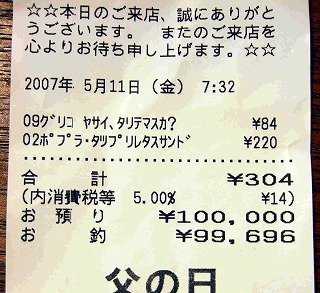 ☆☆本日のご来店、誠にありがと
うございます。 またのご来店を
心よりお待ち申し上げます。☆☆
2007年 5月11日（金） 7:32
09グリコ ヤサイ、タリテマスカ? ¥84
02ポプラ・タツプリレタスサンド ¥220
合 計 ¥304
(内消費税等 5.00% ¥14)
お 預 り ¥100,000
お 釣 ¥99,696
父の日